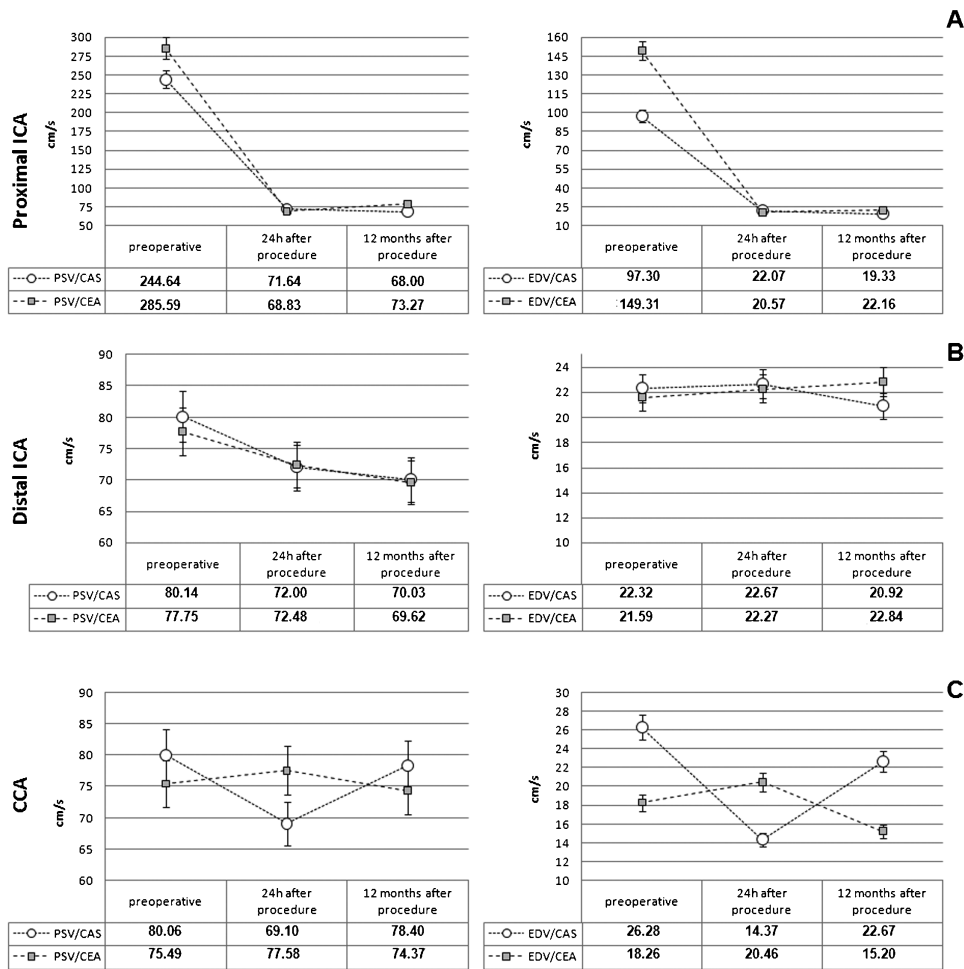 A
Proximal ICA
cm/s
300
275
250
225
200
175
150
125
100
75
50
preoperative
24h after procedure
12 months after procedure
PSV/CAS 244.64 71.64 68.00
PSV/CEA 285.59 68.83 73.27
cm/s
160
145
130
115
100
85
70
55
40
25
10
preoperative
24h after procedure
12 months after procedure
EDV/CAS 97.30 22.07 19.33
EDV/CEA 149.31 20.57 22.16
B
Distal ICA
cm/s
90
85
80
75
70
65
60
preoperative
24h after procedure
12 months after procedure
PSV/CAS 80.14 72.00 70.03
PSV/CEA 77.75 72.48 69.62
cm/s
24
22
20
18
16
14
12
10
preoperative
24h after procedure
12 months after procedure
EDV/CAS 22.32 22.67 20.92
EDV/CEA 21.59 22.27 22.84
C
CCA
cm/s
90
85
80
75
70
65
60
preoperative
24h after procedure
12 months after procedure
PSV/CAS 80.06 69.10 78.40
PSV/CEA 75.49 77.58 74.37
cm/s
30
28
26
24
22
20
18
16
14
12
10
preoperative
24h after procedure
12 months after procedure
EDV/CAS 26.28 14.37 22.67
EDV/CEA 18.26 20.46 15.20